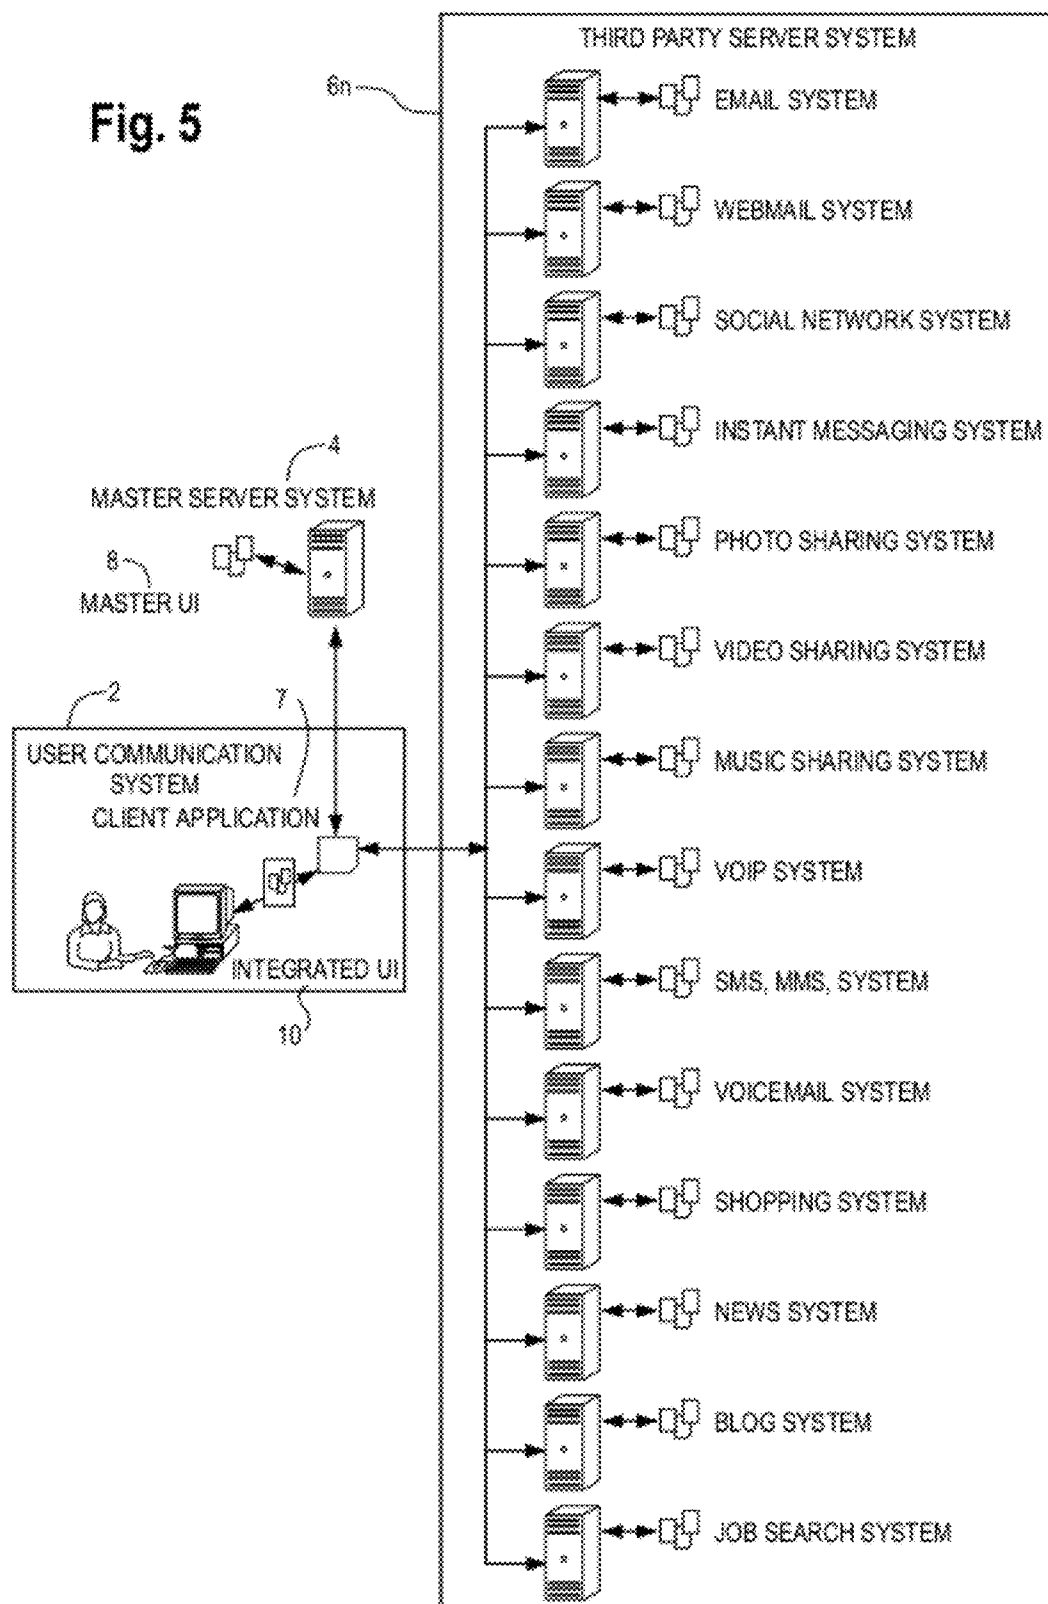 THIRD PARTY SERVER SYSTEM
6n
Fig. 5
EMAIL SYSTEM
WEBMAIL SYSTEM
SOCIAL NETWORK SYSTEM
INSTANT MESSAGING SYSTEM
4
MASTER SERVER SYSTEM
8
MASTER UI
PHOTO SHARING SYSTEM
VIDEO SHARING SYSTEM
2
7
USER COMMUNICATION
SYSTEM
CLIENT APPLICATION
MUSIC SHARING SYSTEM
VOIP SYSTEM
INTEGRATED UI
10
SMS, MMS, SYSTEM
VOICEMAIL SYSTEM
SHOPPING SYSTEM
NEWS SYSTEM
BLOG SYSTEM
JOB SEARCH SYSTEM